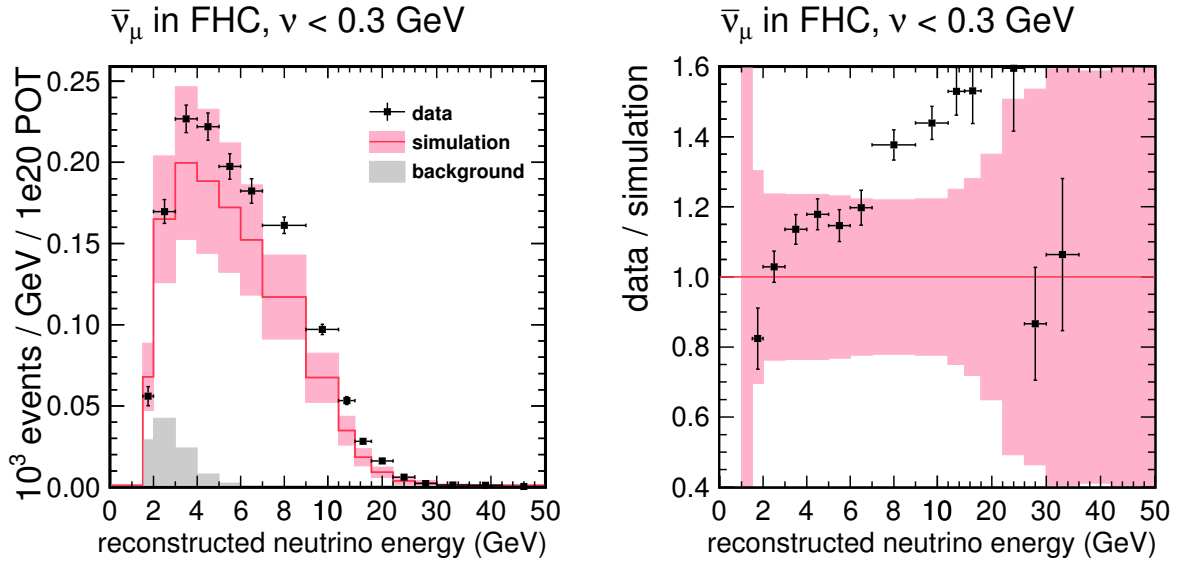 ν̅μ in FHC, ν < 0.3 GeV
10³ events / GeV / 1e20 POT
0.25
0.20
0.15
0.10
0.05
0.00
data
simulation
background
0 2 4 6 8 10 20 30 40 50
reconstructed neutrino energy (GeV)
ν̅μ in FHC, ν < 0.3 GeV
data / simulation
1.6
1.4
1.2
1.0
0.8
0.6
0.4
0 2 4 6 8 10 20 30 40 50
reconstructed neutrino energy (GeV)